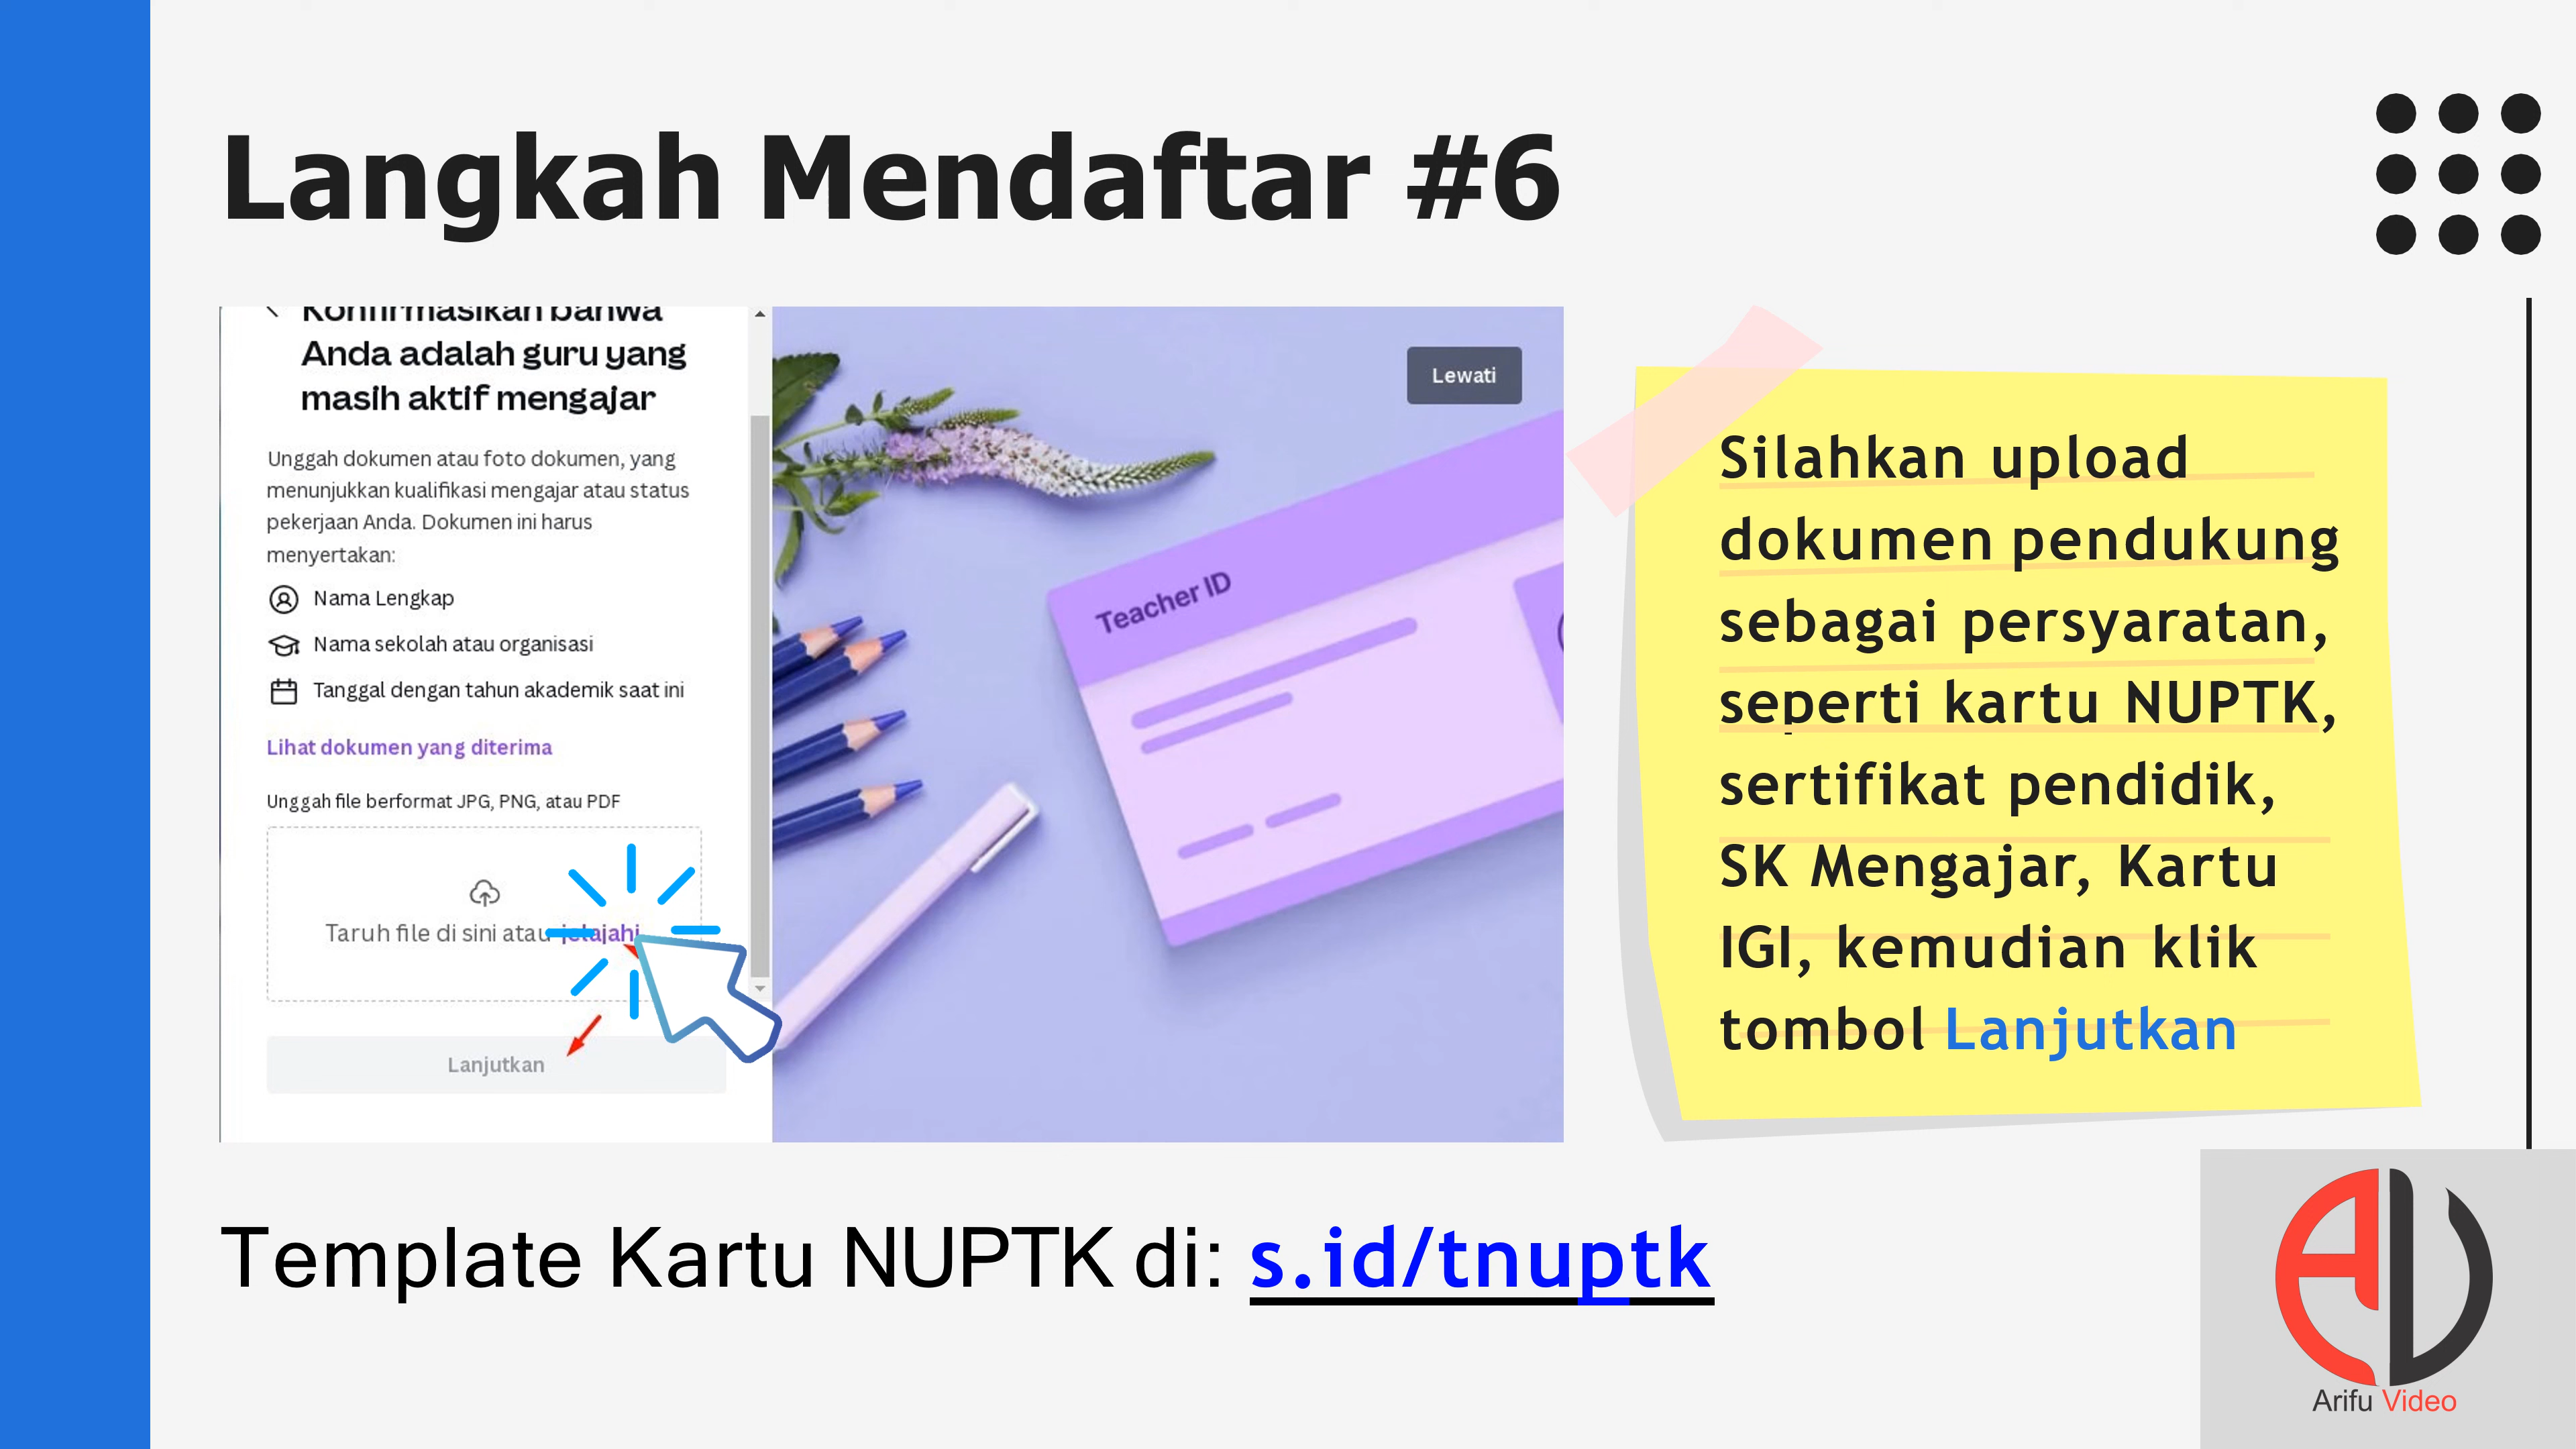 Langkah Mendaftar #6
Konfirmasikan bahwa
Anda adalah guru yang
masih aktif mengajar
Unggah dokumen atau foto dokumen, yang
menunjukkan kualifikasi mengajar atau status
pekerjaan Anda. Dokumen ini harus
menyertakan:
Nama Lengkap
Nama sekolah atau organisasi
Tanggal dengan tahun akademik saat ini
Lihat dokumen yang diterima
Unggah file berformat JPG, PNG, atau PDF
Taruh file di sini atau jelajahi
Lanjutkan
Lewati
Teacher ID
Silahkan upload
dokumen pendukung
sebagai persyaratan,
seperti kartu NUPTK,
sertifikat pendidik,
SK Mengajar, Kartu
IGI, kemudian klik
tombol Lanjutkan
Template Kartu NUPTK di: s.id/tnuptk
Arifu Video